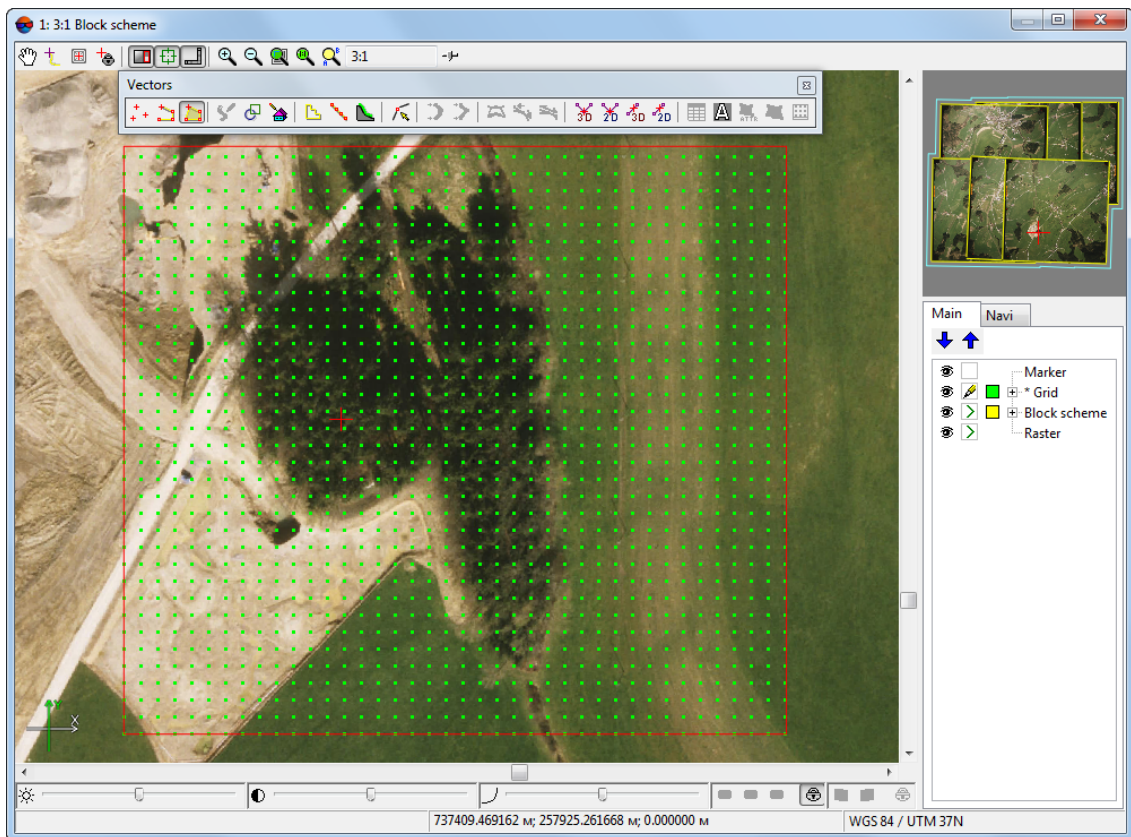 1: 3:1 Block scheme
3:1
Vectors
3D 2D 3D 2D A ATTR
Main Navi
Marker
* Grid
Block scheme
Raster
Y
X
737409.469162 м; 257925.261668 м; 0.000000 м
WGS 84 / UTM 37N